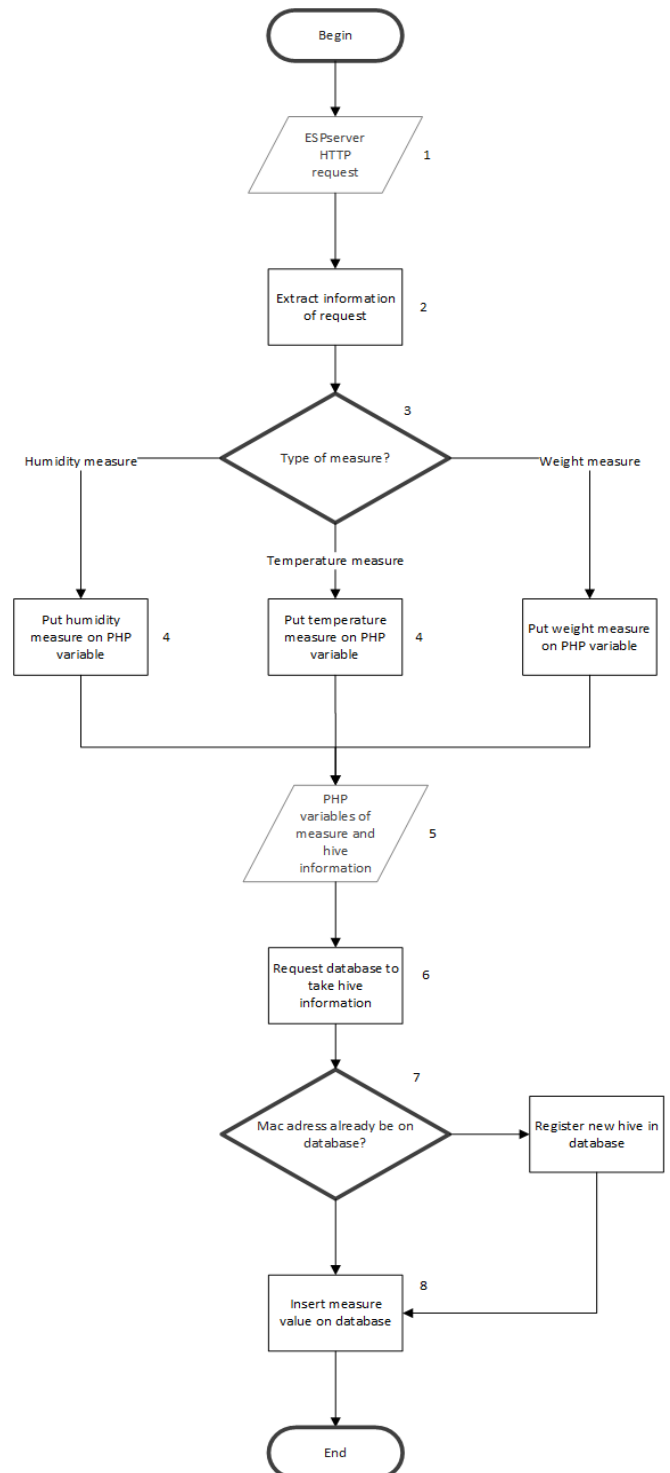 Begin
ESPserver
HTTP
request
1
Extract information
of request
2
3
Type of measure?
Humidity measure
Weight measure
Temperature measure
Put humidity
measure on PHP
variable
4
Put temperature
measure on PHP
variable
4
Put weight measure
on PHP variable
PHP
variables of
measure and
hive
information
5
Request database to
take hive
information
6
7
Mac adress already be on
database?
Register new hive in
database
8
Insert measure
value on database
End